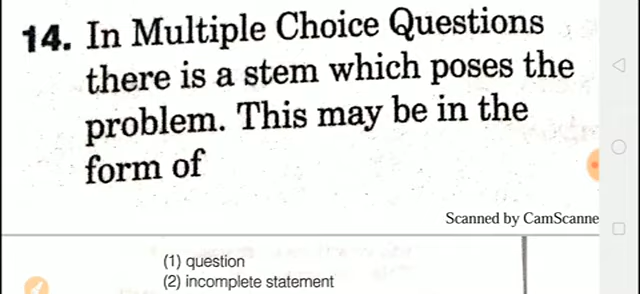 14. In Multiple Choice Questions
there is a stem which poses the
problem. This may be in the
form of
Scanned by CamScanne
(1) question
(2) incomplete statement